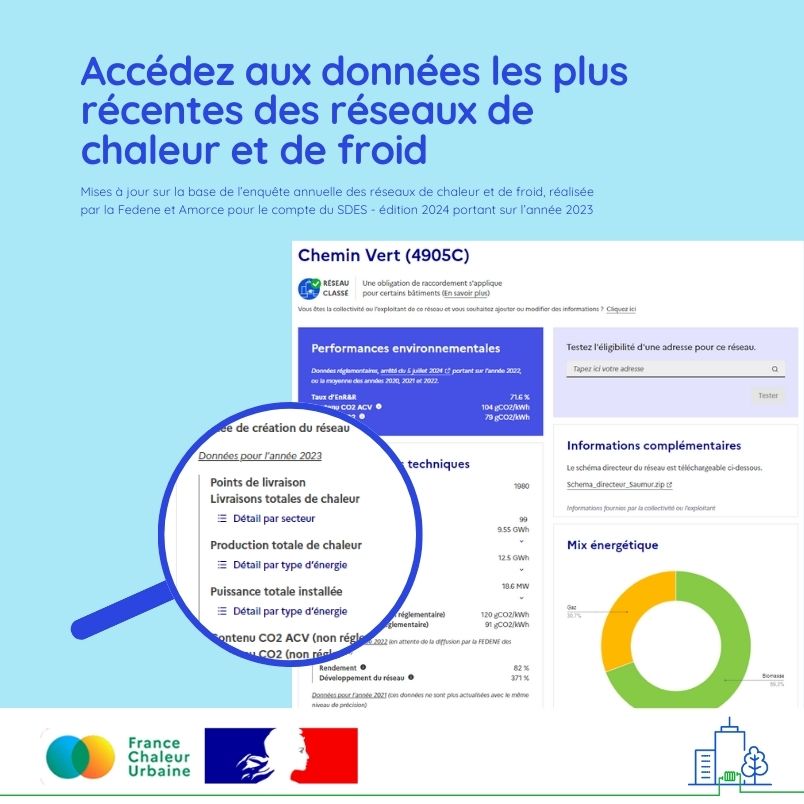 Accédez aux données les plus
récentes des réseaux de
chaleur et de froid
Mises à jour sur la base de l'enquête annuelle des réseaux de chaleur et de froid, réalisée
par la Fedene et Amorce pour le compte du SDES - édition 2024 portant sur l'année 2023
Chemin Vert (4905C)
RÉSEAU
CLASSÉ
Une obligation de raccordement s'applique
pour certains bâtiments (En savoir plus)
Vous êtes la collectivité ou l'exploitant de ce réseau et vous souhaitez ajouter ou modifier des informations ? Cliquez ici
Performances environnementales
Données réglementaires, arrêté du 5 juillet 2024 portant sur l'année 2022,
ou la moyenne des années 2020, 2021 et 2022.
Taux d'EnR&R 71.6 %
CO2 ACV 104 gCO2/kWh
79 gCO2/kWh
Testez l'éligibilité d'une adresse pour ce réseau.
Tapez ici votre adresse
Tester
de création du réseau
Données pour l'année 2023
Points de livraison
Livraisons totales de chaleur
Détail par secteur
Production totale de chaleur
Détail par type d'énergie
Puissance totale installée
Détail par type d'énergie
Contenu CO2 ACV (non régle
CO2 (non régl
techniques
1980
99
9.55 GWh
12.5 GWh
18.6 MW
réglementaire) 120 gCO2/kWh
glementaire) 91 gCO2/kWh
2022 (en attente de la diffusion par la FEDENE des
Rendement 82 %
Développement du réseau 371 %
Données pour l'année 2021 (ces données ne sont plus actualisées avec le même
niveau de précision)
Informations complémentaires
Le schéma directeur du réseau est téléchargeable ci-dessous.
Schema_directeur_Saumur.zip
Informations fournies par la collectivité ou l'exploitant
Mix énergétique
Gaz
30,7%
Biomasse
69,3%
France
Chaleur
Urbaine